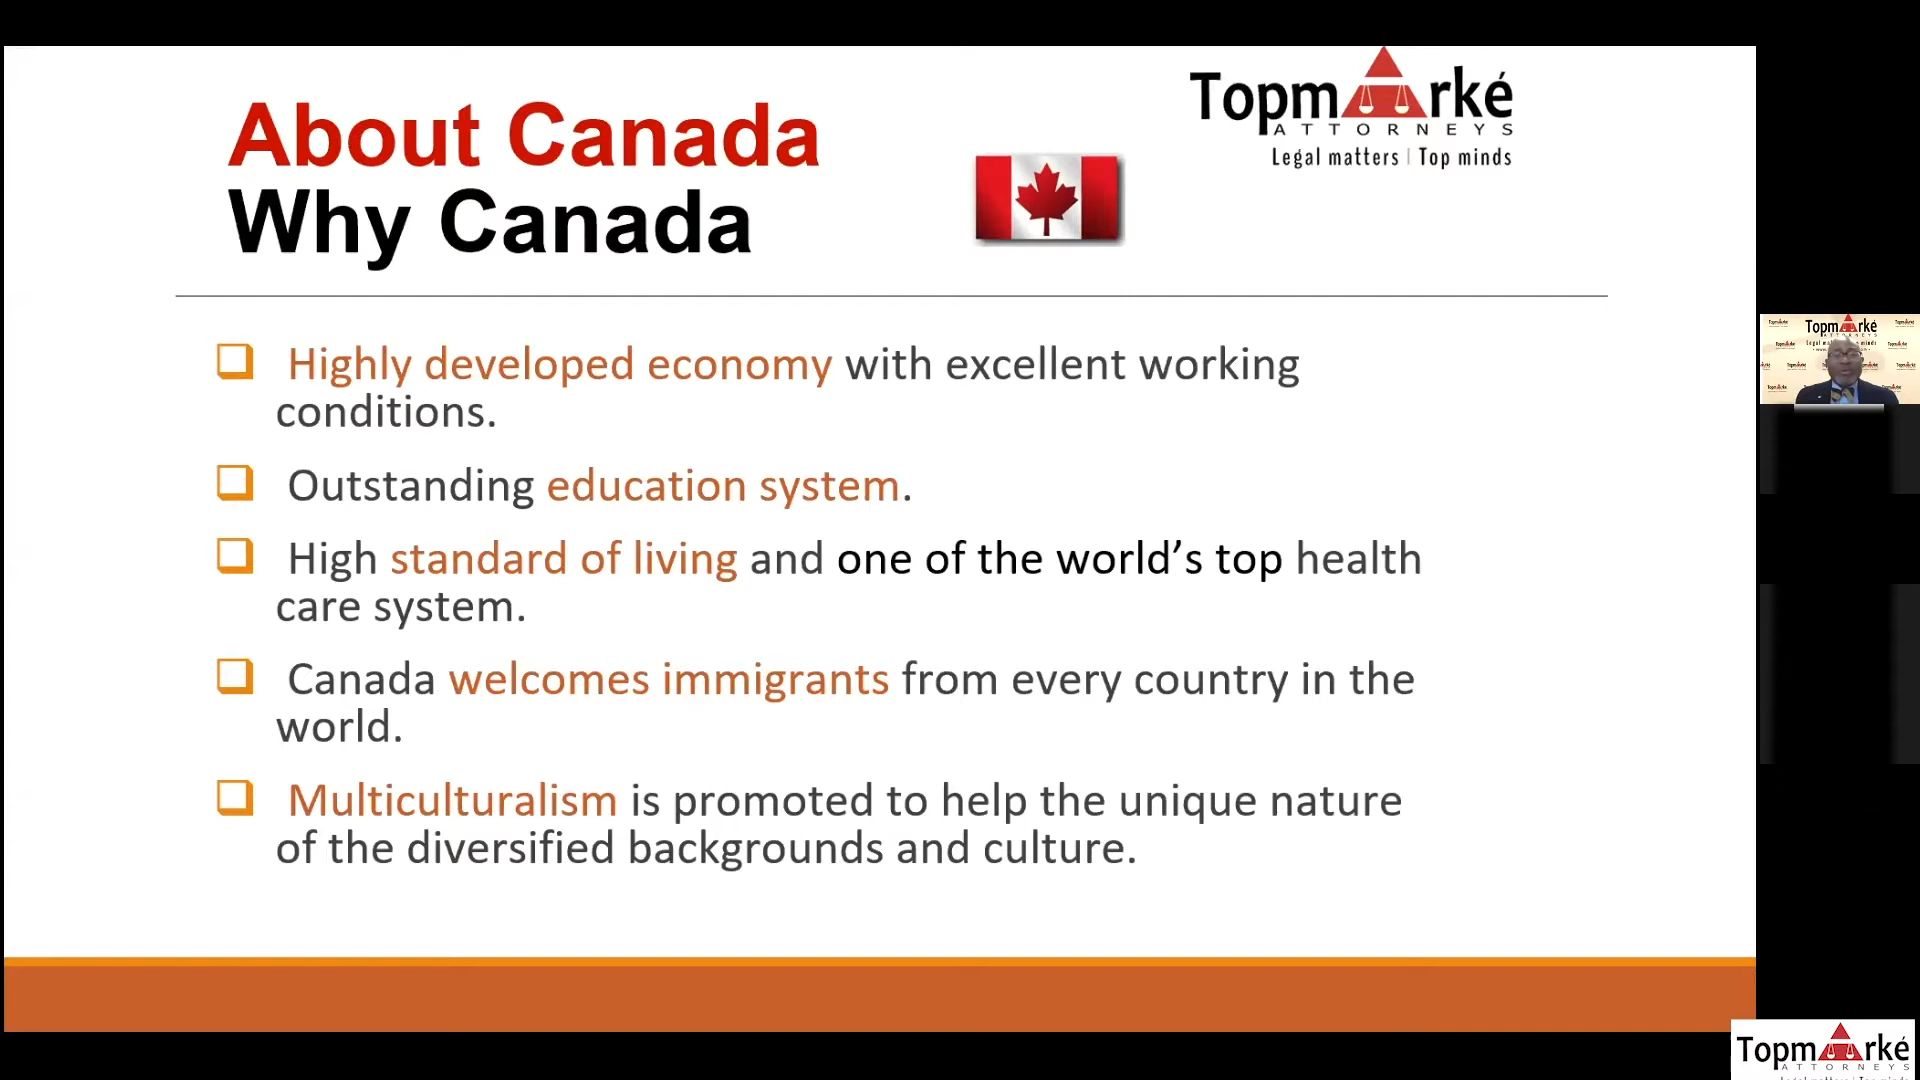 About Canada
Why Canada
Topmarké
ATTORNEYS
Legal matters | Top minds
Highly developed economy with excellent working
conditions.
Outstanding education system.
High standard of living and one of the world's top health
care system.
Canada welcomes immigrants from every country in the
world.
Multiculturalism is promoted to help the unique nature
of the diversified backgrounds and culture.
Topmarké
Topmarké
ATTORNEYS